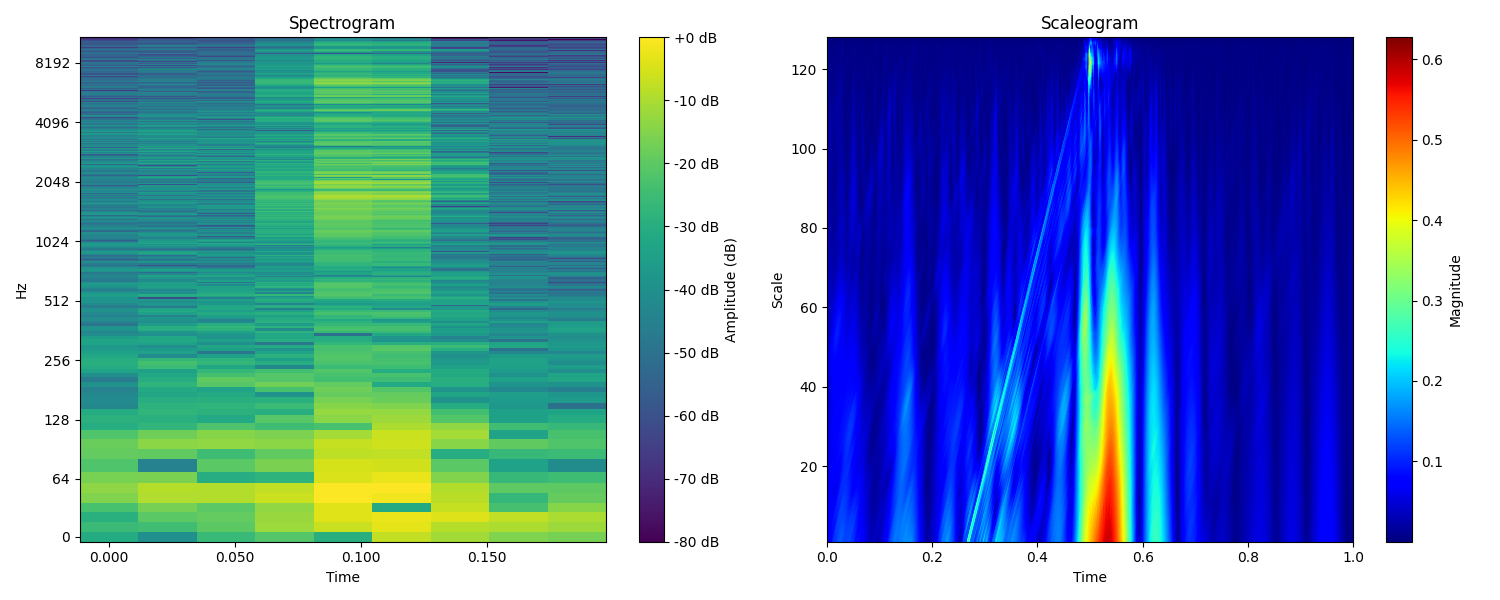 Spectrogram
Hz
8192
4096
2048
1024
512
256
128
64
0
0.000
0.050
0.100
0.150
Time
+0 dB
-10 dB
-20 dB
-30 dB
-40 dB
-50 dB
-60 dB
-70 dB
-80 dB
Amplitude (dB)
Scaleogram
Scale
120
100
80
60
40
20
0.0
0.2
0.4
0.6
0.8
1.0
Time
0.6
0.5
0.4
0.3
0.2
0.1
Magnitude